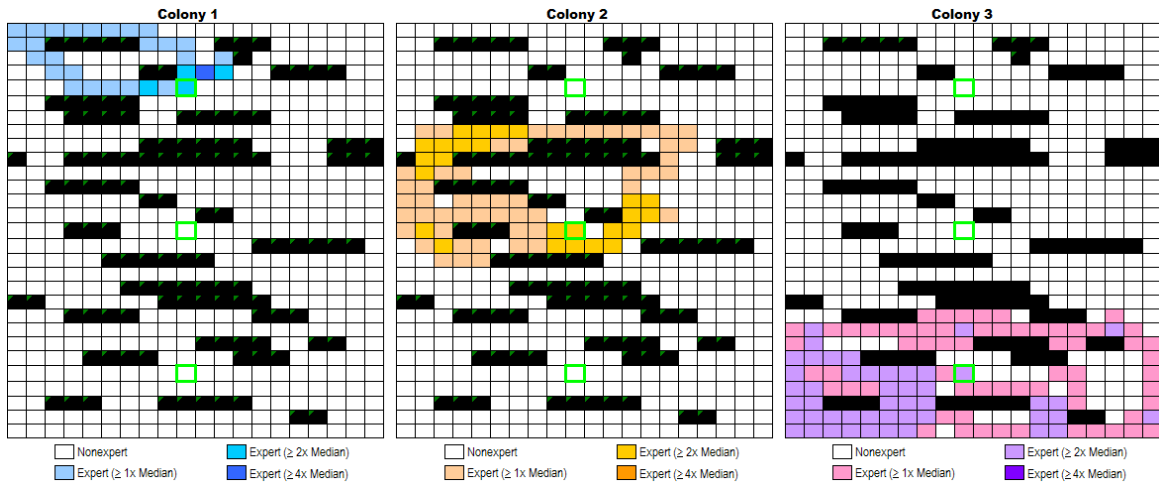 Colony 1 Colony 2 Colony 3
Nonexpert Expert (≥ 2x Median) Nonexpert Expert (≥ 2x Median) Nonexpert Expert (≥ 2x Median)
Expert (≥ 1x Median) Expert (≥ 4x Median) Expert (≥ 1x Median) Expert (≥ 4x Median) Expert (≥ 1x Median) Expert (≥ 4x Median)